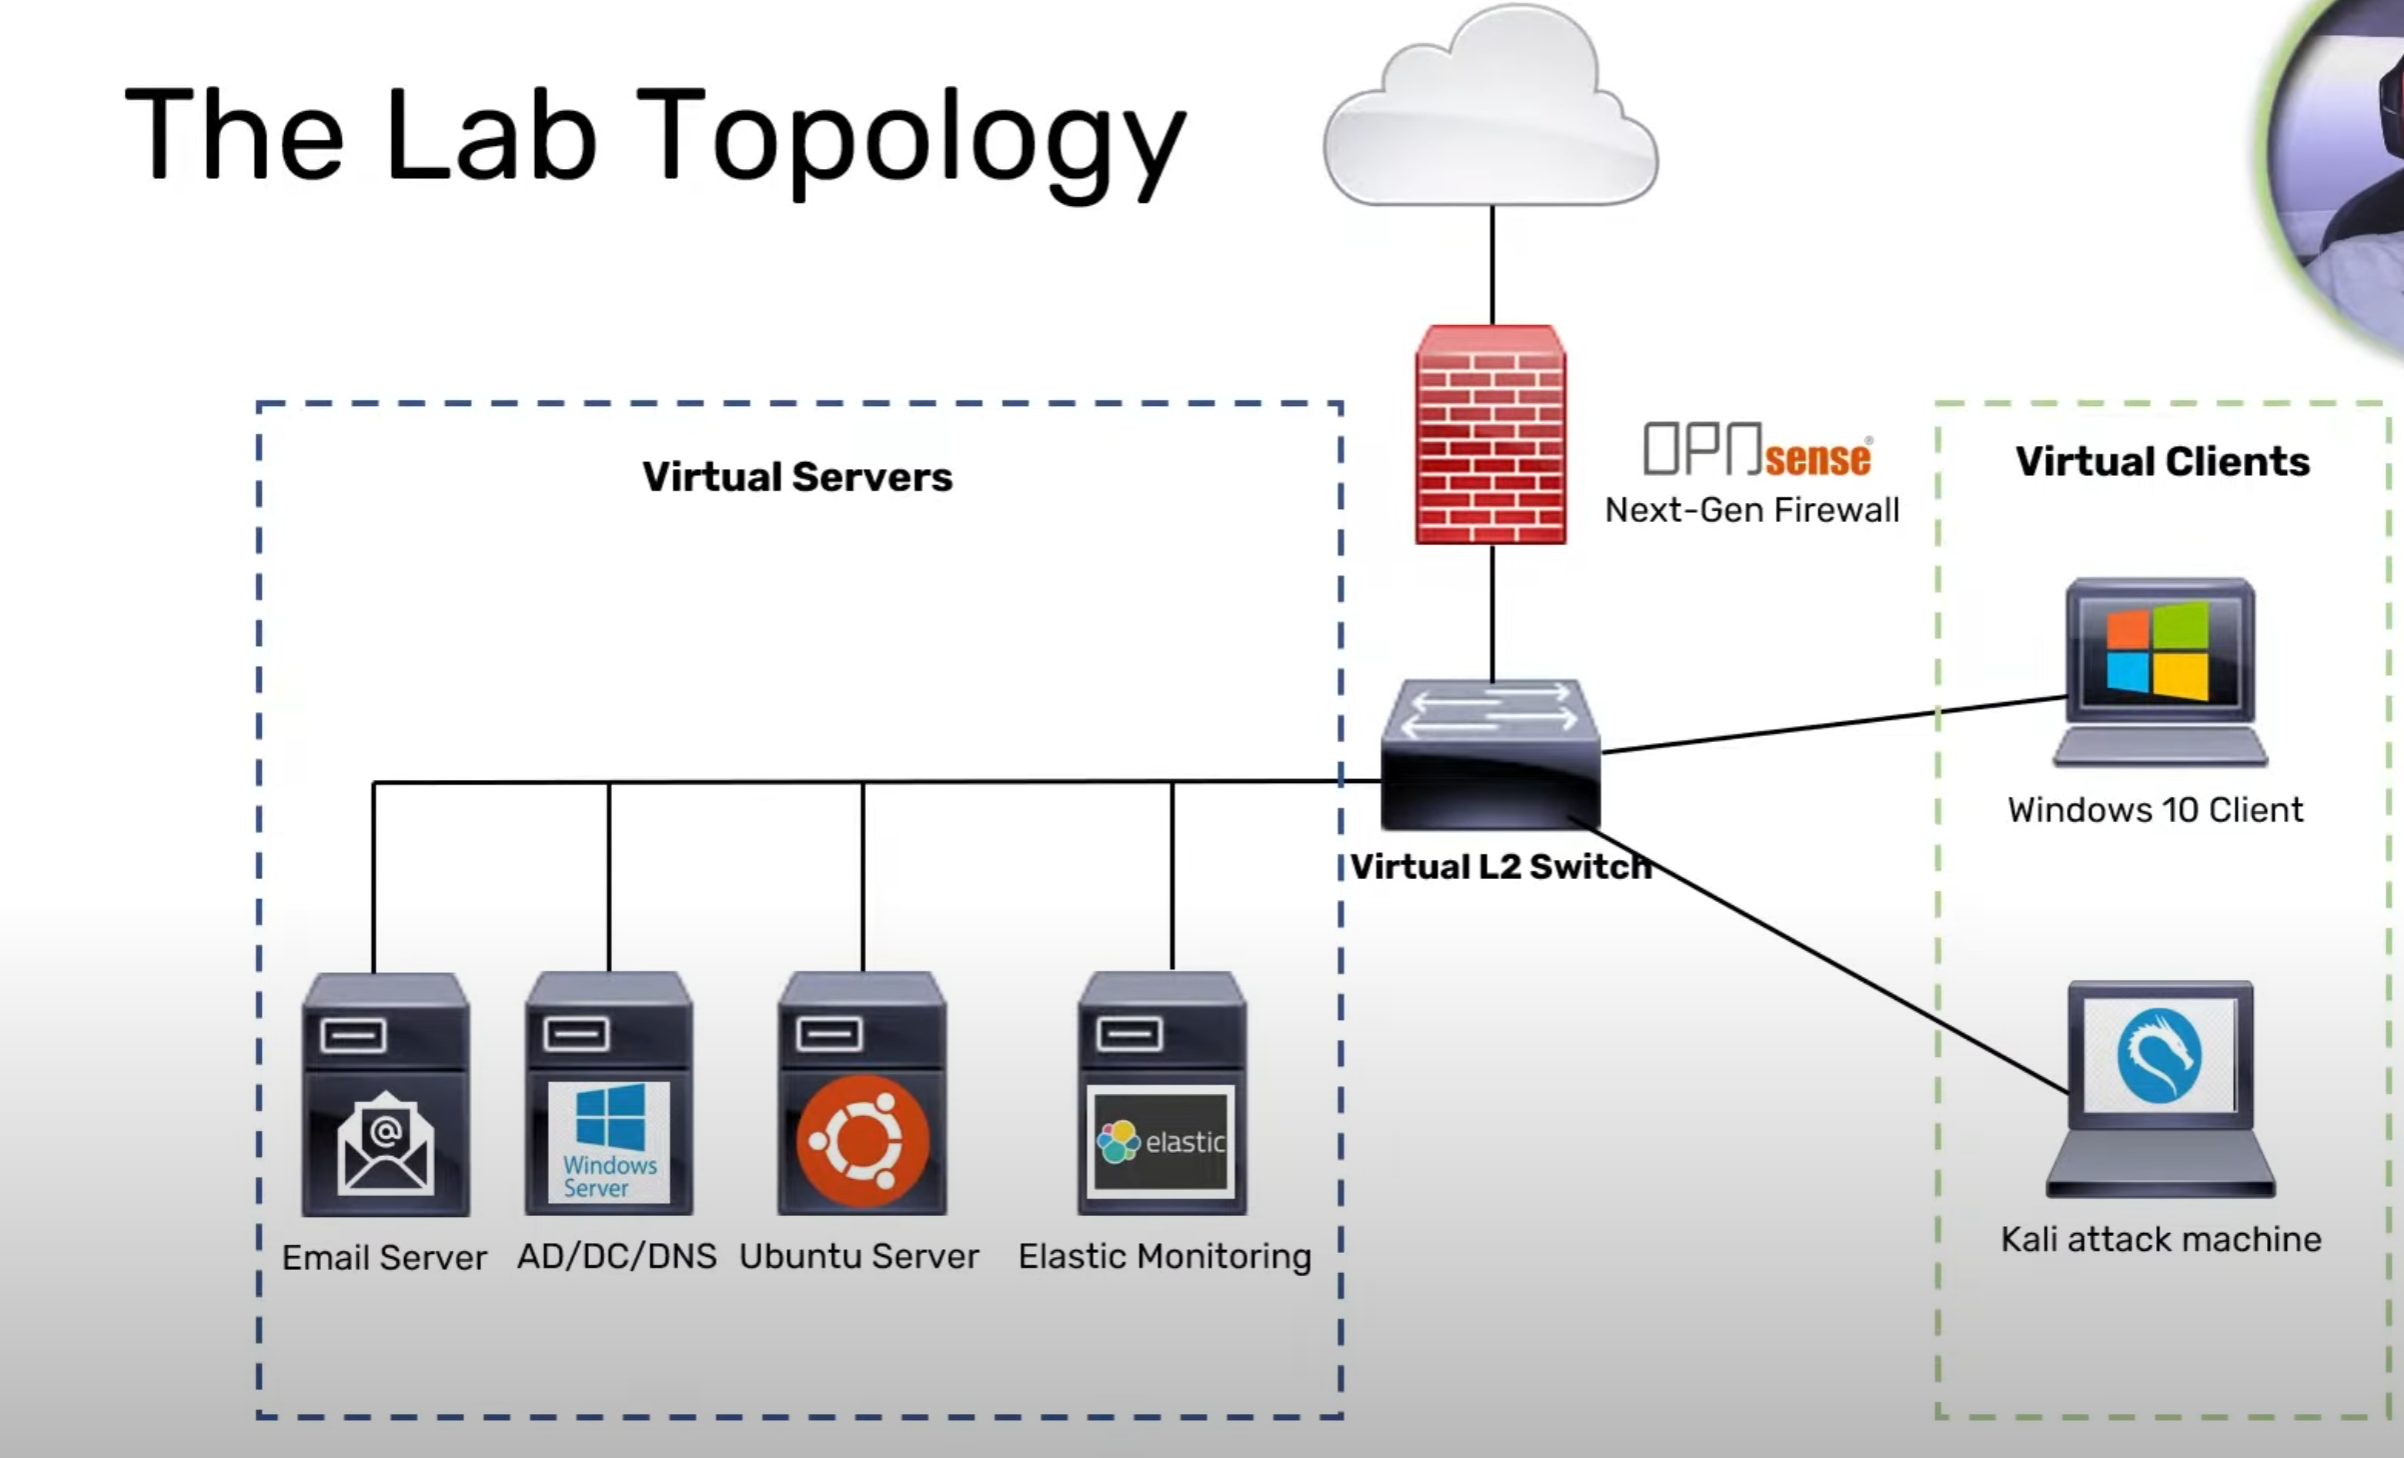 The Lab Topology
Virtual Servers
OPNsense®
Next-Gen Firewall
Virtual Clients
Windows 10 Client
Virtual L2 Switch
@
Windows
Server
elastic
Email Server
AD/DC/DNS
Ubuntu Server
Elastic Monitoring
Kali attack machine